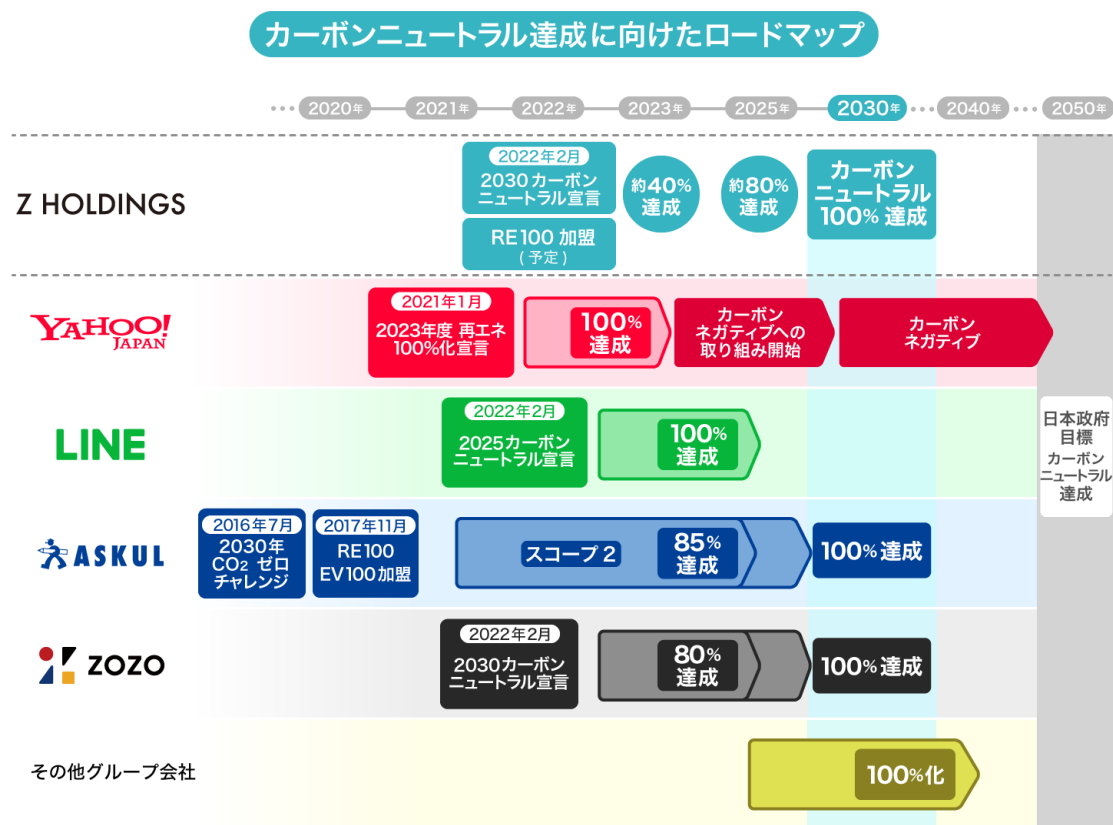 カーボンニュートラル達成に向けたロードマップ
2020年
2021年
2022年
2023年
2025年
2030年
2040年
2050年
Z HOLDINGS
2022年2月
2030カーボン
ニュートラル宣言
RE100 加盟
(予定)
約40%
達成
約80%
達成
カーボン
ニュートラル
100% 達成
YAHOO!
JAPAN
2021年1月
2023年度 再エネ
100%化宣言
100%
達成
カーボン
ネガティブへの
取り組み開始
カーボン
ネガティブ
LINE
2022年2月
2025カーボン
ニュートラル宣言
100%
達成
日本政府
目標
カーボン
ニュートラル
達成
ASKUL
2016年7月
2030年
CO2 ゼロ
チャレンジ
2017年11月
RE100
EV100加盟
スコープ2
85%
達成
100% 達成
ZOZO
2022年2月
2030カーボン
ニュートラル宣言
80%
達成
100% 達成
その他グループ会社
100%化